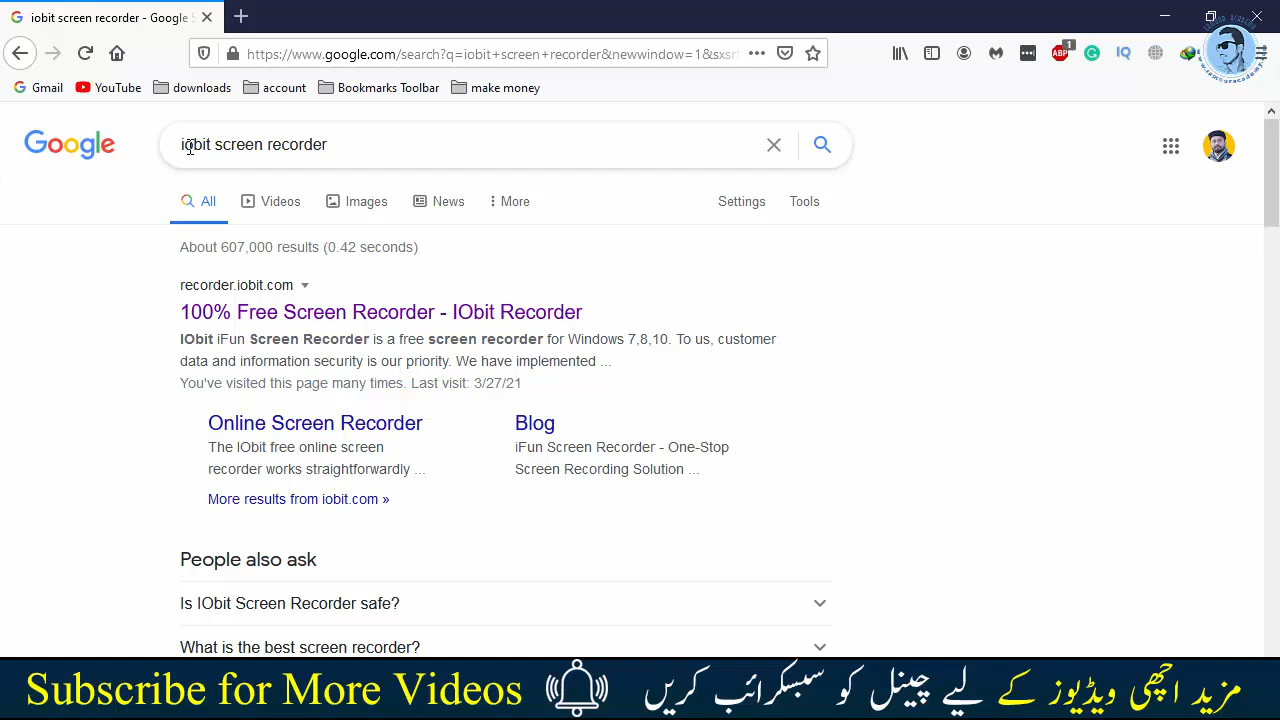 iobit screen recorder - Google S
https://www.google.com/search?q=iobit+screen+recorder&newwindow=1&sxsr
ABP
1
IQ
Gmail
YouTube
downloads
account
Bookmarks Toolbar
make money
Google
iobit screen recorder
All
Videos
Images
News
More
Settings
Tools
About 607,000 results (0.42 seconds)
recorder.iobit.com
100% Free Screen Recorder - IObit Recorder
IObit iFun Screen Recorder is a free screen recorder for Windows 7,8,10. To us, customer
data and information security is our priority. We have implemented ...
You've visited this page many times. Last visit: 3/27/21
Online Screen Recorder
The IObit free online screen
recorder works straightforwardly ...
Blog
iFun Screen Recorder - One-Stop
Screen Recording Solution ...
More results from iobit.com »
People also ask
Is IObit Screen Recorder safe?
What is the best screen recorder?
Subscribe for More Videos
مزید اچھی ویڈیوز کے لیے چینل کو سبسکرائب کریں